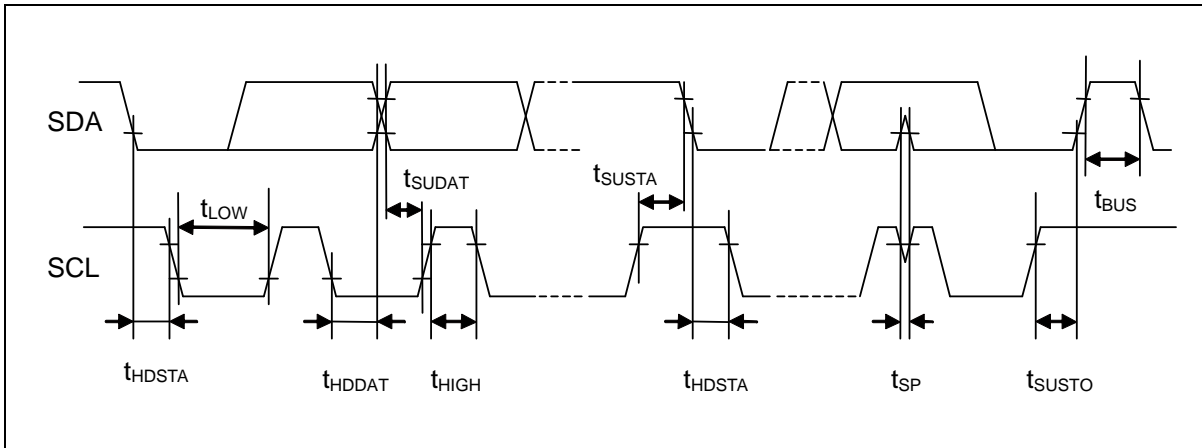 SDA
tSUDAT
tSUSTA
tLOW
tBUS
SCL
tHDSTA
tHDDAT
tHIGH
tHDSTA
tSP
tSUSTO